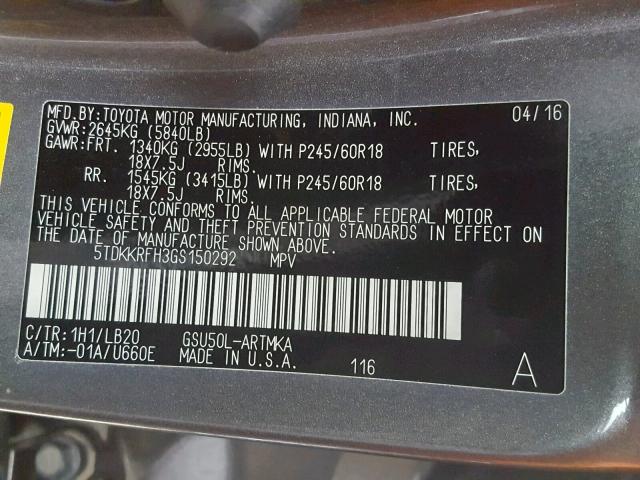 MFD.BY:TOYOTA MOTOR MANUFACTURING, INDIANA, INC. 04/16
GVWR:2645KG (5840LB)
GAWR:FRT. 1340KG (2955LB) WITH P245/60R18 TIRES,
18X7.5J RIMS.
RR. 1545KG (3415LB) WITH P245/60R18 TIRES,
18X7.5J RIMS.
THIS VEHICLE CONFORMS TO ALL APPLICABLE FEDERAL MOTOR
VEHICLE SAFETY AND THEFT PREVENTION STANDARDS IN EFFECT ON
THE DATE OF MANUFACTURE SHOWN ABOVE.
5TDKKRFH3GS150292 MPV
C/TR:1H1/LB20 GSU50L-ARTMKA
A/TM:-01A/U660E MADE IN U.S.A. 116 A